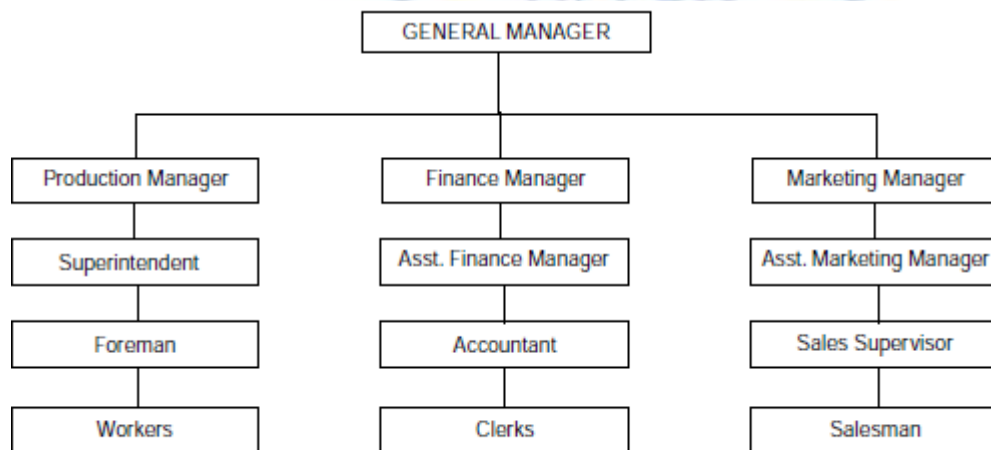 GENERAL MANAGER
Production Manager
Finance Manager
Marketing Manager
Superintendent
Asst. Finance Manager
Asst. Marketing Manager
Foreman
Accountant
Sales Supervisor
Workers
Clerks
Salesman